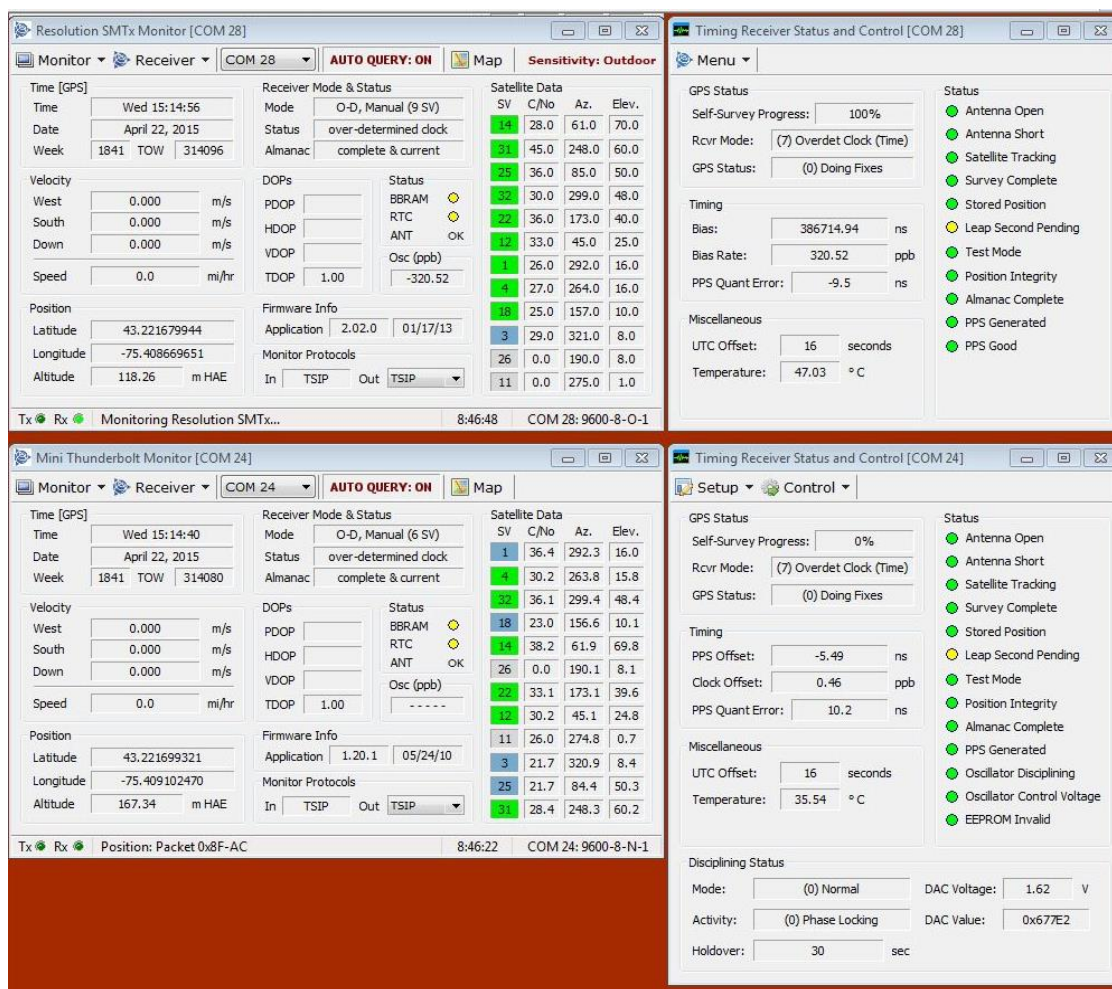 Resolution SMTx Monitor [COM 28]
Monitor Receiver COM 28 AUTO QUERY: ON Map Sensitivity: Outdoor
Time [GPS]
Time Wed 15:14:56
Date April 22, 2015
Week 1841 TOW 314096
Receiver Mode & Status
Mode O-D, Manual (9 SV)
Status over-determined clock
Almanac complete & current
Velocity
West 0.000 m/s
South 0.000 m/s
Down 0.000 m/s
Speed 0.0 mi/hr
DOPs
PDOP
HDOP
VDOP
TDOP 1.00
Status
BBRAM
RTC
ANT OK
Osc (ppb)
-320.52
Position
Latitude 43.221679944
Longitude -75.408669651
Altitude 118.26 m HAE
Firmware Info
Application 2.02.0 01/17/13
Monitor Protocols
In TSIP Out TSIP
Satellite Data
SV C/No Az. Elev.
14 28.0 61.0 70.0
31 45.0 248.0 60.0
25 36.0 85.0 50.0
32 30.0 299.0 48.0
22 36.0 173.0 40.0
12 33.0 45.0 25.0
1 26.0 292.0 16.0
4 27.0 264.0 16.0
18 25.0 157.0 10.0
3 29.0 321.0 8.0
26 0.0 190.0 8.0
11 0.0 275.0 1.0
Tx Rx Monitoring Resolution SMTx... 8:46:48 COM 28: 9600-8-O-1
Timing Receiver Status and Control [COM 28]
Menu
GPS Status
Self-Survey Progress: 100%
Rcvr Mode: (7) Overdet Clock (Time)
GPS Status: (0) Doing Fixes
Timing
Bias: 386714.94 ns
Bias Rate: 320.52 ppb
PPS Quant Error: -9.5 ns
Miscellaneous
UTC Offset: 16 seconds
Temperature: 47.03 °C
Status
Antenna Open
Antenna Short
Satellite Tracking
Survey Complete
Stored Position
Leap Second Pending
Test Mode
Position Integrity
Almanac Complete
PPS Generated
PPS Good
Mini Thunderbolt Monitor [COM 24]
Monitor Receiver COM 24 AUTO QUERY: ON Map
Time [GPS]
Time Wed 15:14:40
Date April 22, 2015
Week 1841 TOW 314080
Receiver Mode & Status
Mode O-D, Manual (6 SV)
Status over-determined clock
Almanac complete & current
Velocity
West 0.000 m/s
South 0.000 m/s
Down 0.000 m/s
Speed 0.0 mi/hr
DOPs
PDOP
HDOP
VDOP
TDOP 1.00
Status
BBRAM
RTC
ANT OK
Osc (ppb)
-----
Position
Latitude 43.221699321
Longitude -75.409102470
Altitude 167.34 m HAE
Firmware Info
Application 1.20.1 05/24/10
Monitor Protocols
In TSIP Out TSIP
Satellite Data
SV C/No Az. Elev.
1 36.4 292.3 16.0
4 30.2 263.8 15.8
32 36.1 299.4 48.4
18 23.0 156.6 10.1
14 38.2 61.9 69.8
26 0.0 190.1 8.1
22 33.1 173.1 39.6
12 30.2 45.1 24.8
11 26.0 274.8 0.7
3 21.7 320.9 8.4
25 21.7 84.4 50.3
31 28.4 248.3 60.2
Tx Rx Position: Packet 0x8F-AC 8:46:22 COM 24: 9600-8-N-1
Timing Receiver Status and Control [COM 24]
Setup Control
GPS Status
Self-Survey Progress: 0%
Rcvr Mode: (7) Overdet Clock (Time)
GPS Status: (0) Doing Fixes
Timing
PPS Offset: -5.49 ns
Clock Offset: 0.46 ppb
PPS Quant Error: 10.2 ns
Miscellaneous
UTC Offset: 16 seconds
Temperature: 35.54 °C
Status
Antenna Open
Antenna Short
Satellite Tracking
Survey Complete
Stored Position
Leap Second Pending
Test Mode
Position Integrity
Almanac Complete
PPS Generated
Oscillator Disciplining
Oscillator Control Voltage
EEPROM Invalid
Disciplining Status
Mode: (0) Normal DAC Voltage: 1.62 V
Activity: (0) Phase Locking DAC Value: 0x677E2
Holdover: 30 sec